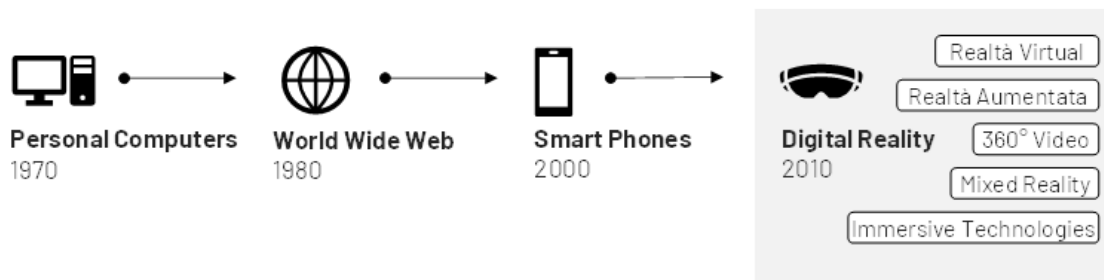 Personal Computers
1970
World Wide Web
1980
Smart Phones
2000
Digital Reality
2010
Realtà Virtual
Realtà Aumentata
360° Video
Mixed Reality
Immersive Technologies